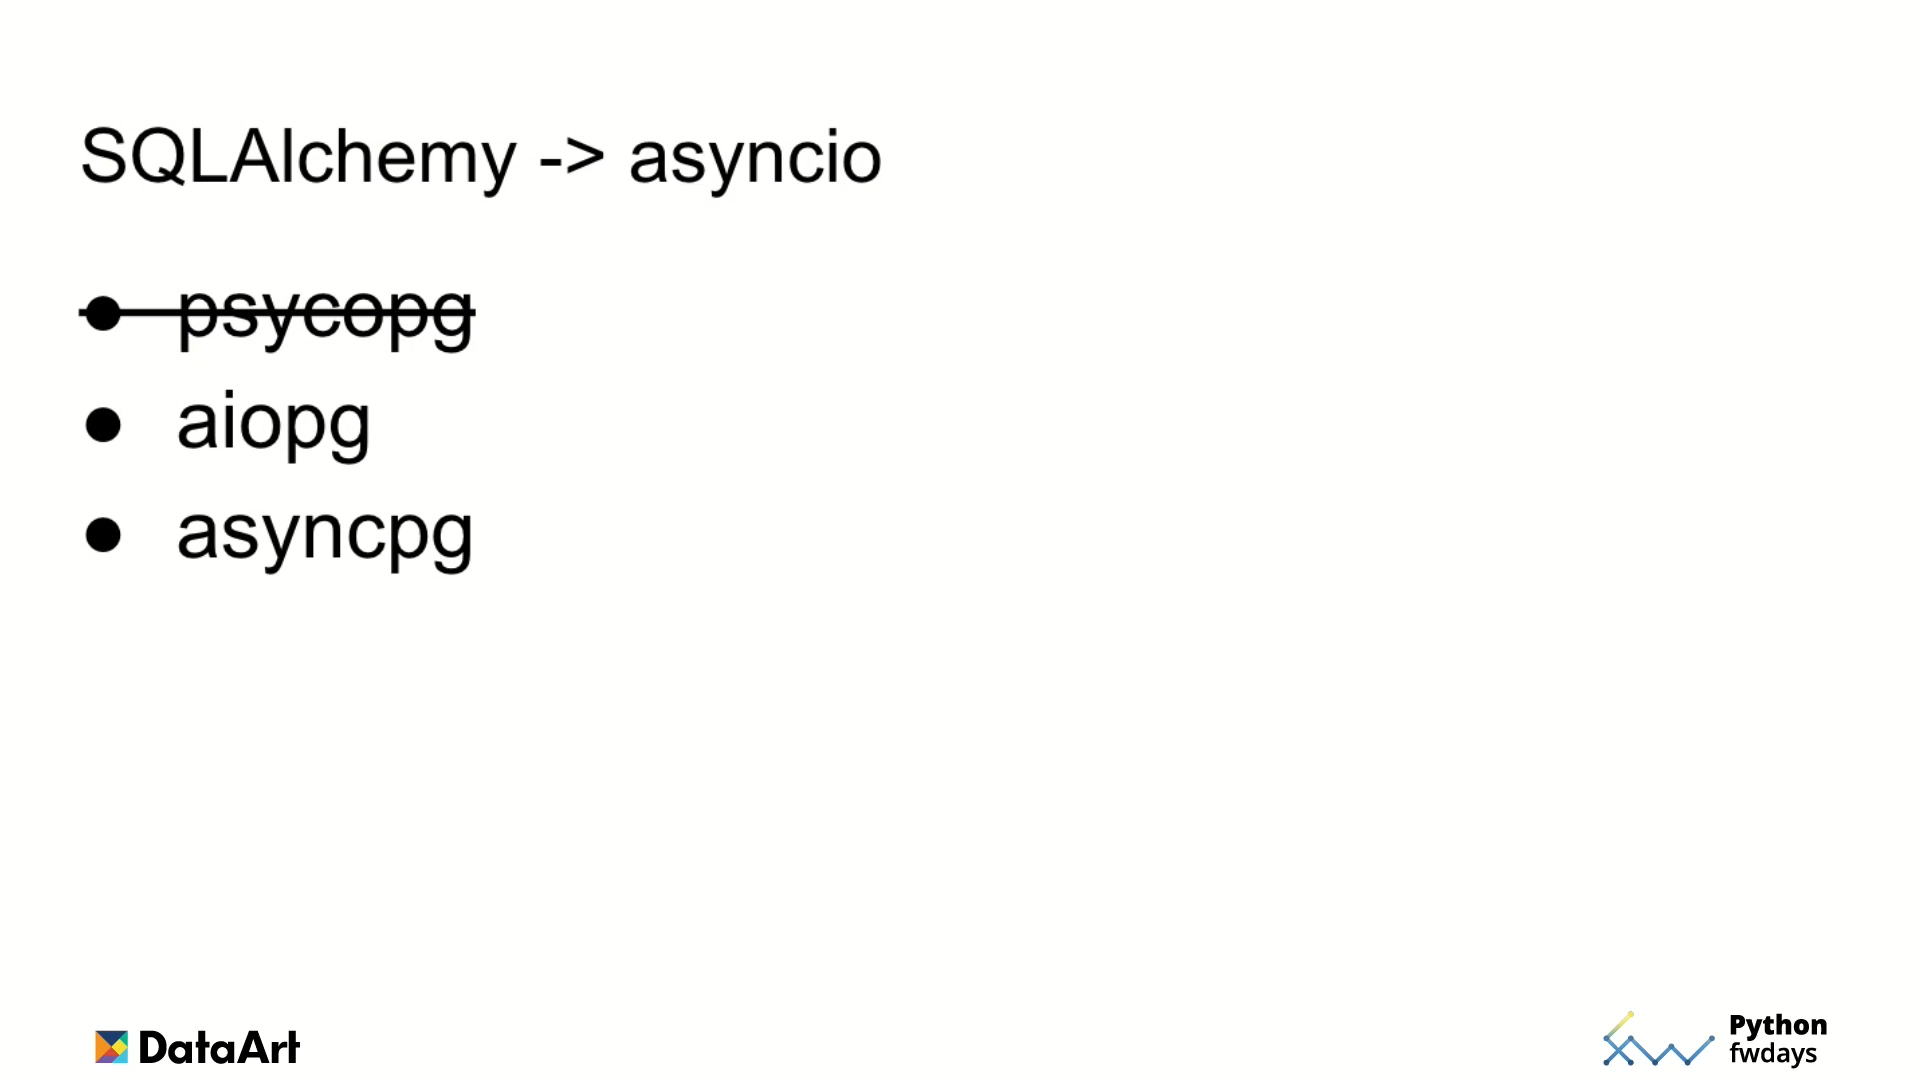 SQLAlchemy -> asyncio
● psycopg
● aiopg
● asyncpg
DataArt
Python
fwdays